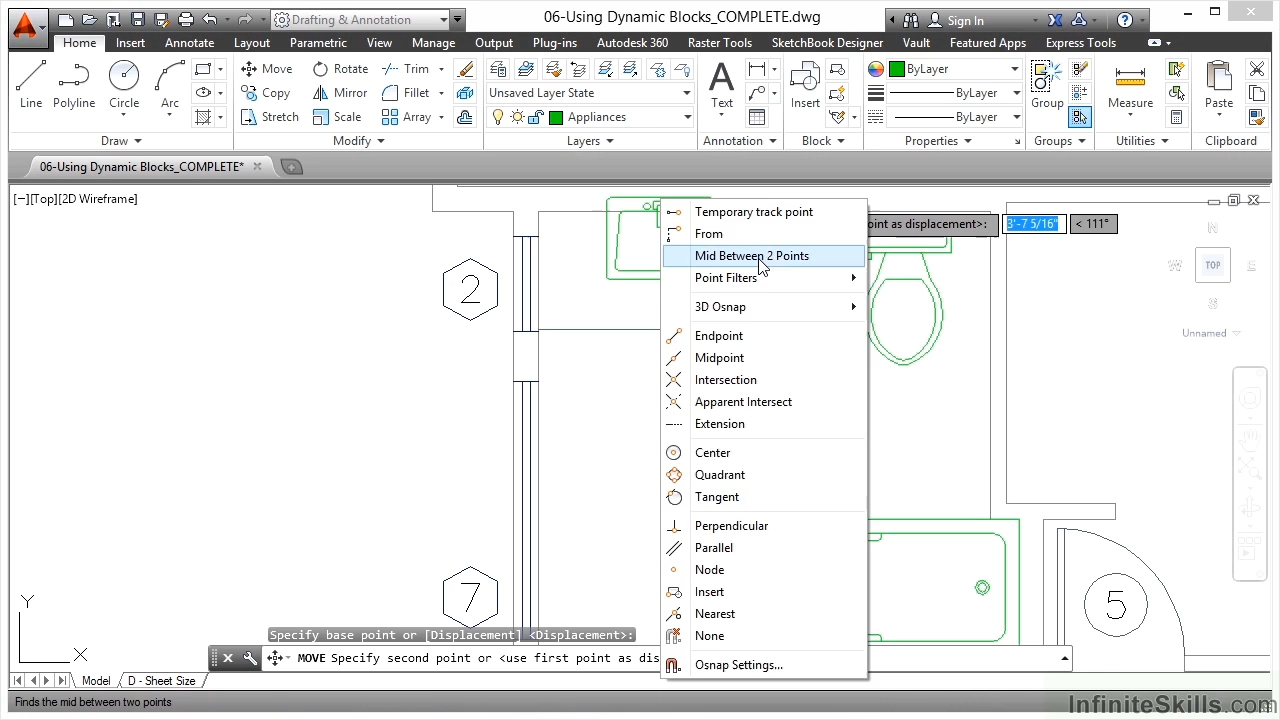 Drafting & Annotation
06-Using Dynamic Blocks_COMPLETE.dwg
Sign In
Home Insert Annotate Layout Parametric View Manage Output Plug-ins Autodesk 360 Raster Tools SketchBook Designer Vault Featured Apps Express Tools
Line Polyline Circle Arc
Move Rotate Trim
Copy Mirror Fillet
Stretch Scale Array
Unsaved Layer State
Appliances
Text
Insert
ByLayer
ByLayer
ByLayer
Group
Measure
Paste
Draw Modify Layers Annotation Block Properties Groups Utilities Clipboard
06-Using Dynamic Blocks_COMPLETE*
[−][Top][2D Wireframe]
oint as displacement>: 3'-7 5/16" < 111°
N
W TOP E
S
Unnamed
2
7
5
Temporary track point
From
Mid Between 2 Points
Point Filters
3D Osnap
Endpoint
Midpoint
Intersection
Apparent Intersect
Extension
Center
Quadrant
Tangent
Perpendicular
Parallel
Node
Insert
Nearest
None
Osnap Settings...
Y
X
Specify base point or [Displacement] <Displacement>:
MOVE Specify second point or <use first point as dis
Model D - Sheet Size
Finds the mid between two points
InfiniteSkills.com